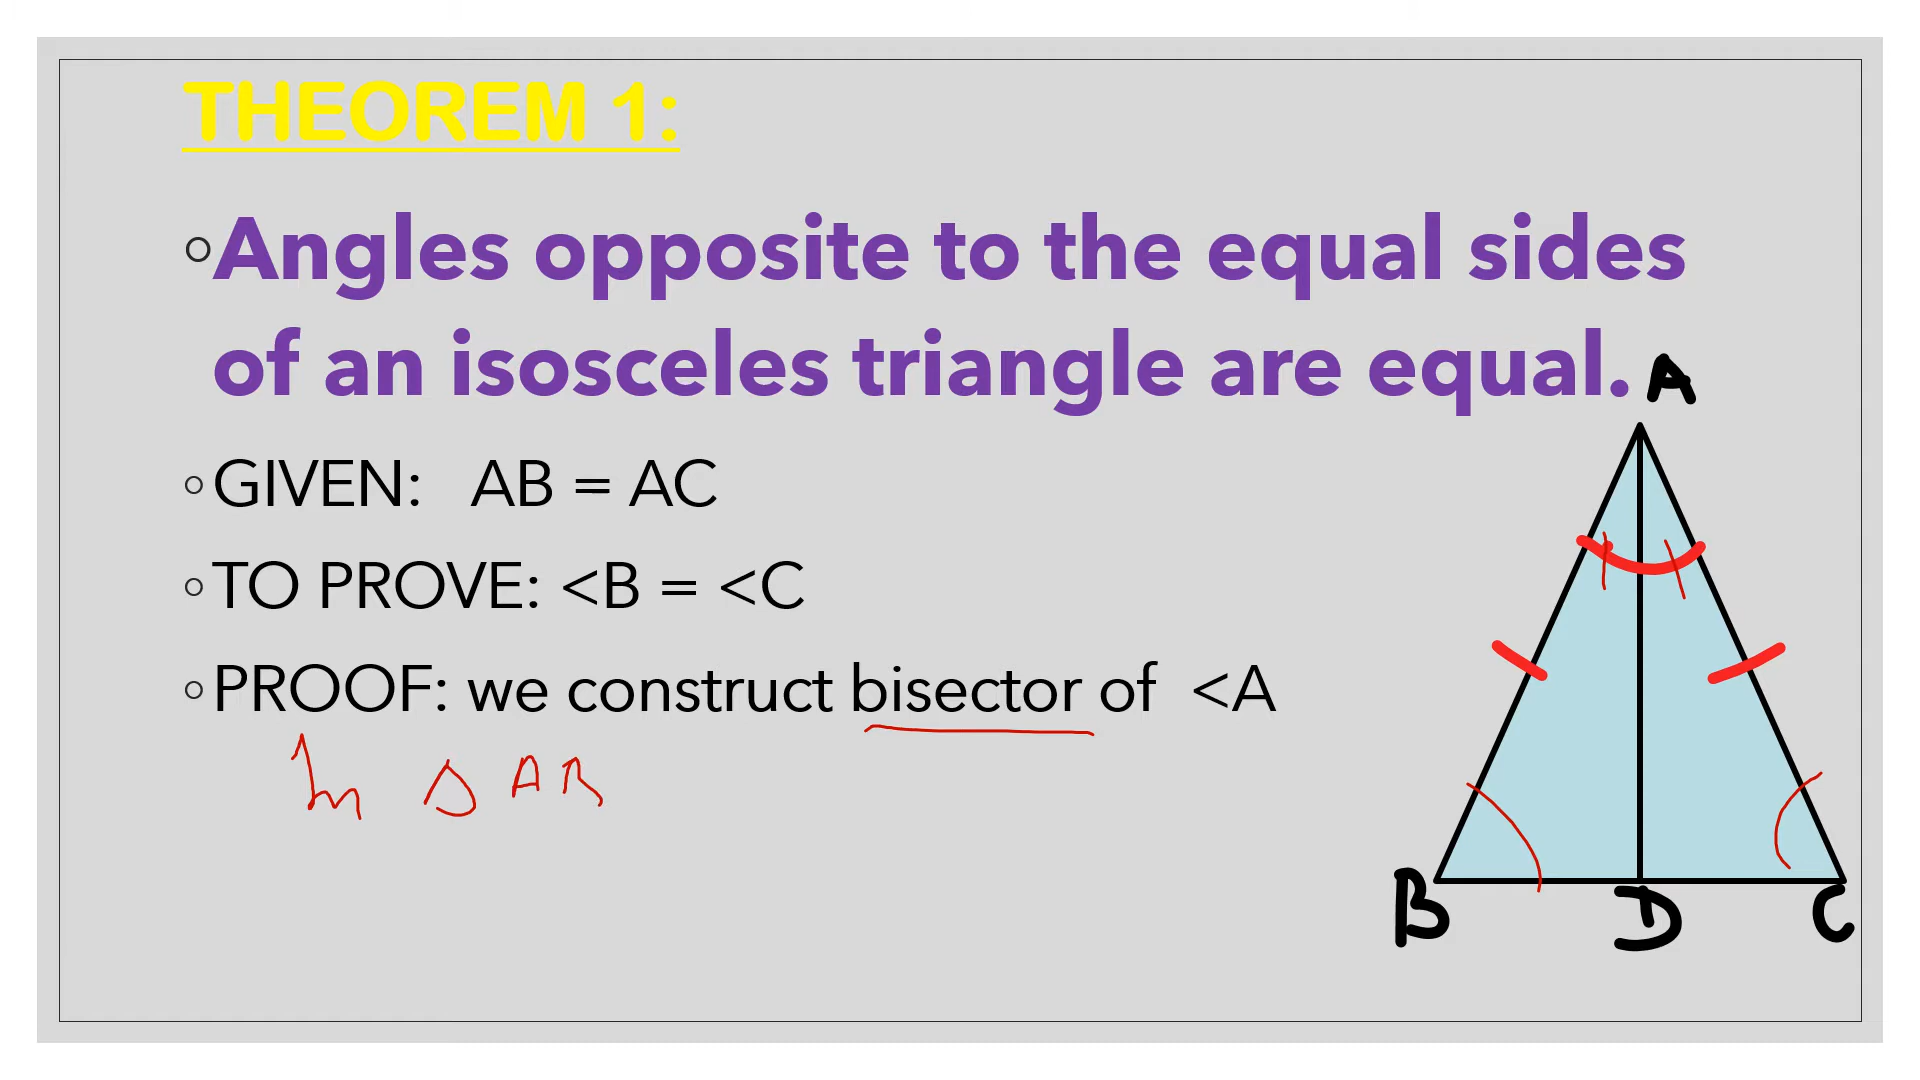 THEOREM 1:
Angles opposite to the equal sides
of an isosceles triangle are equal.
GIVEN: AB = AC
TO PROVE: <B = <C
PROOF: we construct bisector of <A
In Δ A
A
B D C